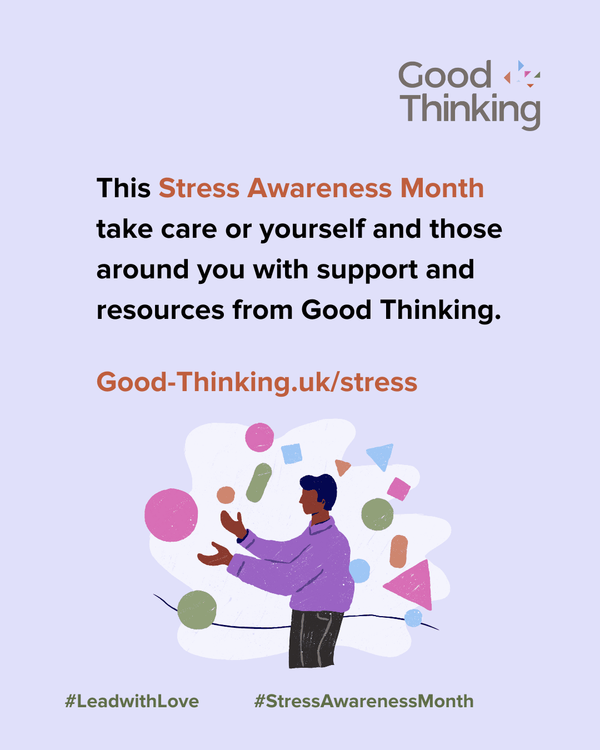 Good
Thinking
This Stress Awareness Month
take care or yourself and those
around you with support and
resources from Good Thinking.
Good-Thinking.uk/stress
#LeadwithLove #StressAwarenessMonth